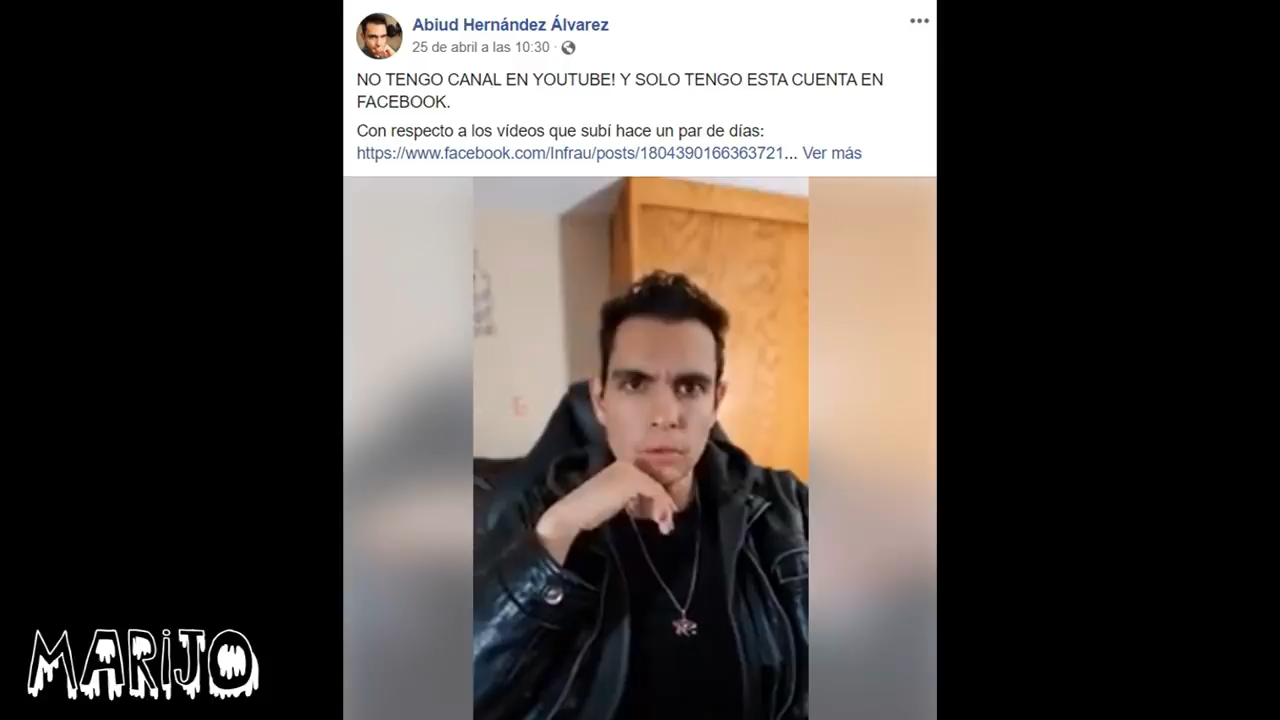 Abiud Hernández Álvarez
25 de abril a las 10:30 ·
NO TENGO CANAL EN YOUTUBE! Y SOLO TENGO ESTA CUENTA EN
FACEBOOK.
Con respecto a los vídeos que subí hace un par de días:
https://www.facebook.com/Infrau/posts/1804390166363721... Ver más
MARiJO